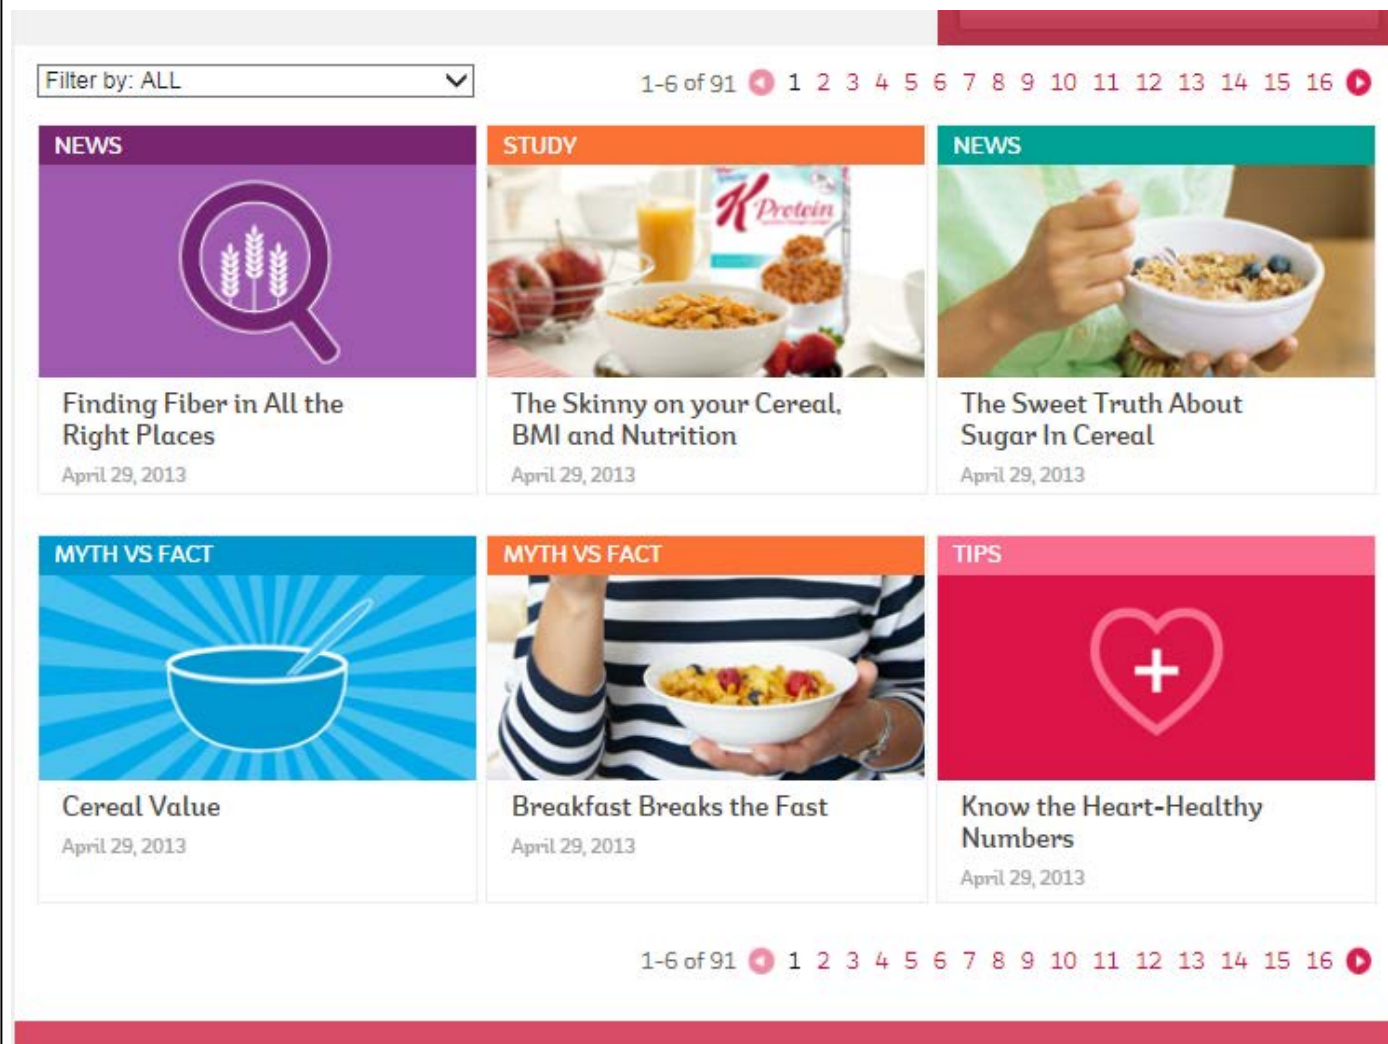 Filter by: ALL
1-6 of 91 1 2 3 4 5 6 7 8 9 10 11 12 13 14 15 16
NEWS
STUDY
NEWS
Special
K Protein
Finding Fiber in All the
Right Places
April 29, 2013
The Skinny on your Cereal,
BMI and Nutrition
April 29, 2013
The Sweet Truth About
Sugar In Cereal
April 29, 2013
MYTH VS FACT
MYTH VS FACT
TIPS
Cereal Value
April 29, 2013
Breakfast Breaks the Fast
April 29, 2013
Know the Heart-Healthy
Numbers
April 29, 2013
1-6 of 91 1 2 3 4 5 6 7 8 9 10 11 12 13 14 15 16